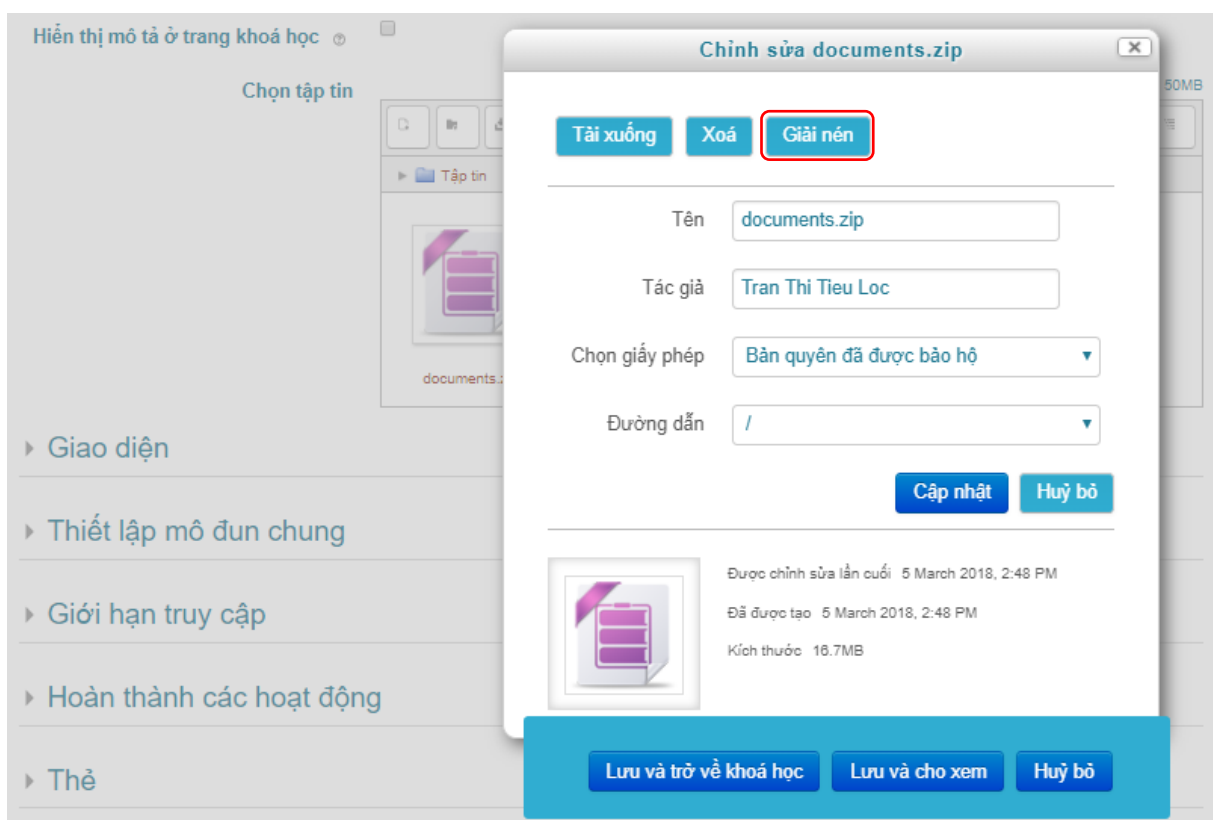 Hiển thị mô tả ở trang khoá học
Chọn tập tin
50MB
Tập tin
documents.z
Giao diện
Thiết lập mô đun chung
Giới hạn truy cập
Hoàn thành các hoạt động
Thẻ
Chỉnh sửa documents.zip
Tải xuống Xoá Giải nén
Tên documents.zip
Tác giả Tran Thi Tieu Loc
Chọn giấy phép Bản quyên đã được bảo hộ
Đường dẫn /
Cập nhật Huỷ bỏ
Được chỉnh sửa lần cuối 5 March 2018, 2:48 PM
Đã được tạo 5 March 2018, 2:48 PM
Kích thước 16.7MB
Lưu và trở về khoá học Lưu và cho xem Huỷ bỏ